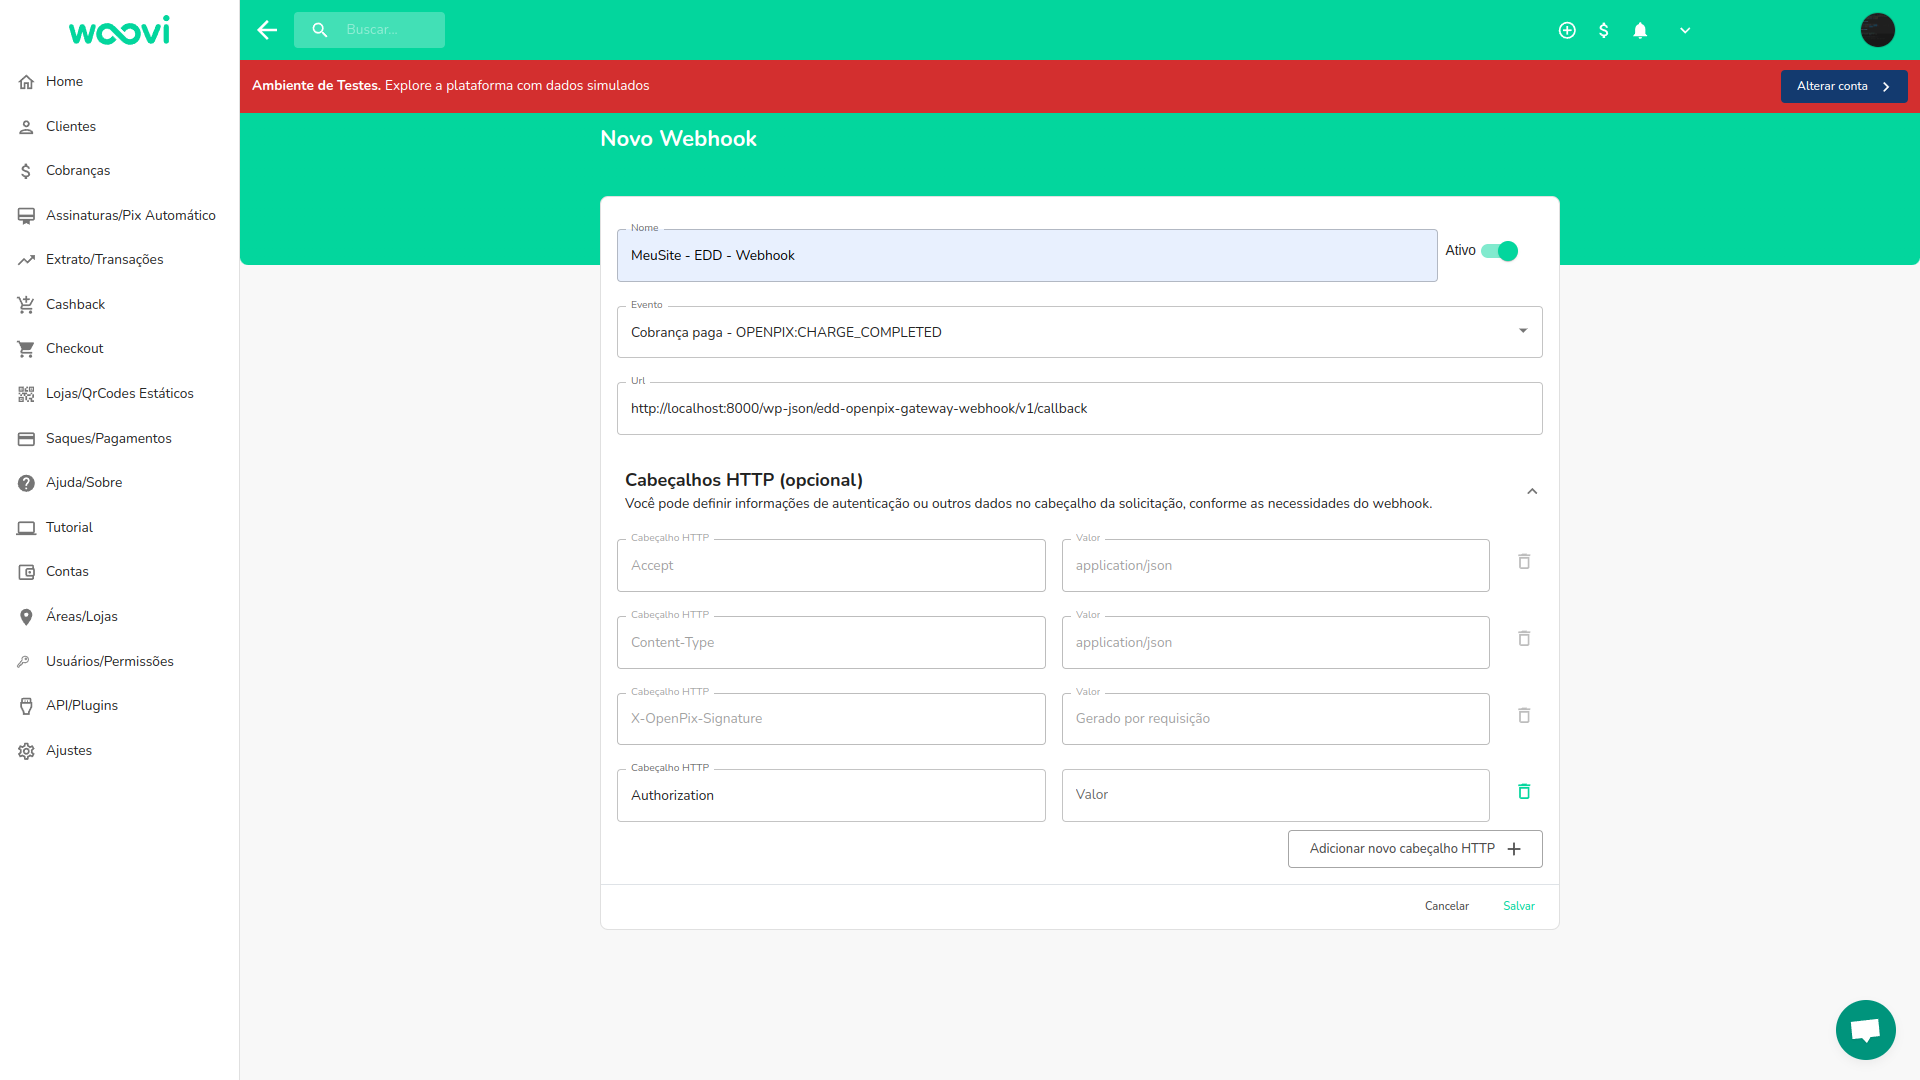 woovi
Home
Clientes
Cobranças
Assinaturas/Pix Automático
Extrato/Transações
Cashback
Checkout
Lojas/QrCodes Estáticos
Saques/Pagamentos
Ajuda/Sobre
Tutorial
Contas
Áreas/Lojas
Usuários/Permissões
API/Plugins
Ajustes
Buscar...
Ambiente de Testes. Explore a plataforma com dados simulados
Alterar conta
Novo Webhook
Nome
MeuSite - EDD - Webhook
Ativo
Evento
Cobrança paga - OPENPIX:CHARGE_COMPLETED
Url
http://localhost:8000/wp-json/edd-openpix-gateway-webhook/v1/callback
Cabeçalhos HTTP (opcional)
Você pode definir informações de autenticação ou outros dados no cabeçalho da solicitação, conforme as necessidades do webhook.
Cabeçalho HTTP Valor
Accept application/json
Cabeçalho HTTP Valor
Content-Type application/json
Cabeçalho HTTP Valor
X-OpenPix-Signature Gerado por requisição
Cabeçalho HTTP
Authorization Valor
Adicionar novo cabeçalho HTTP
Cancelar Salvar